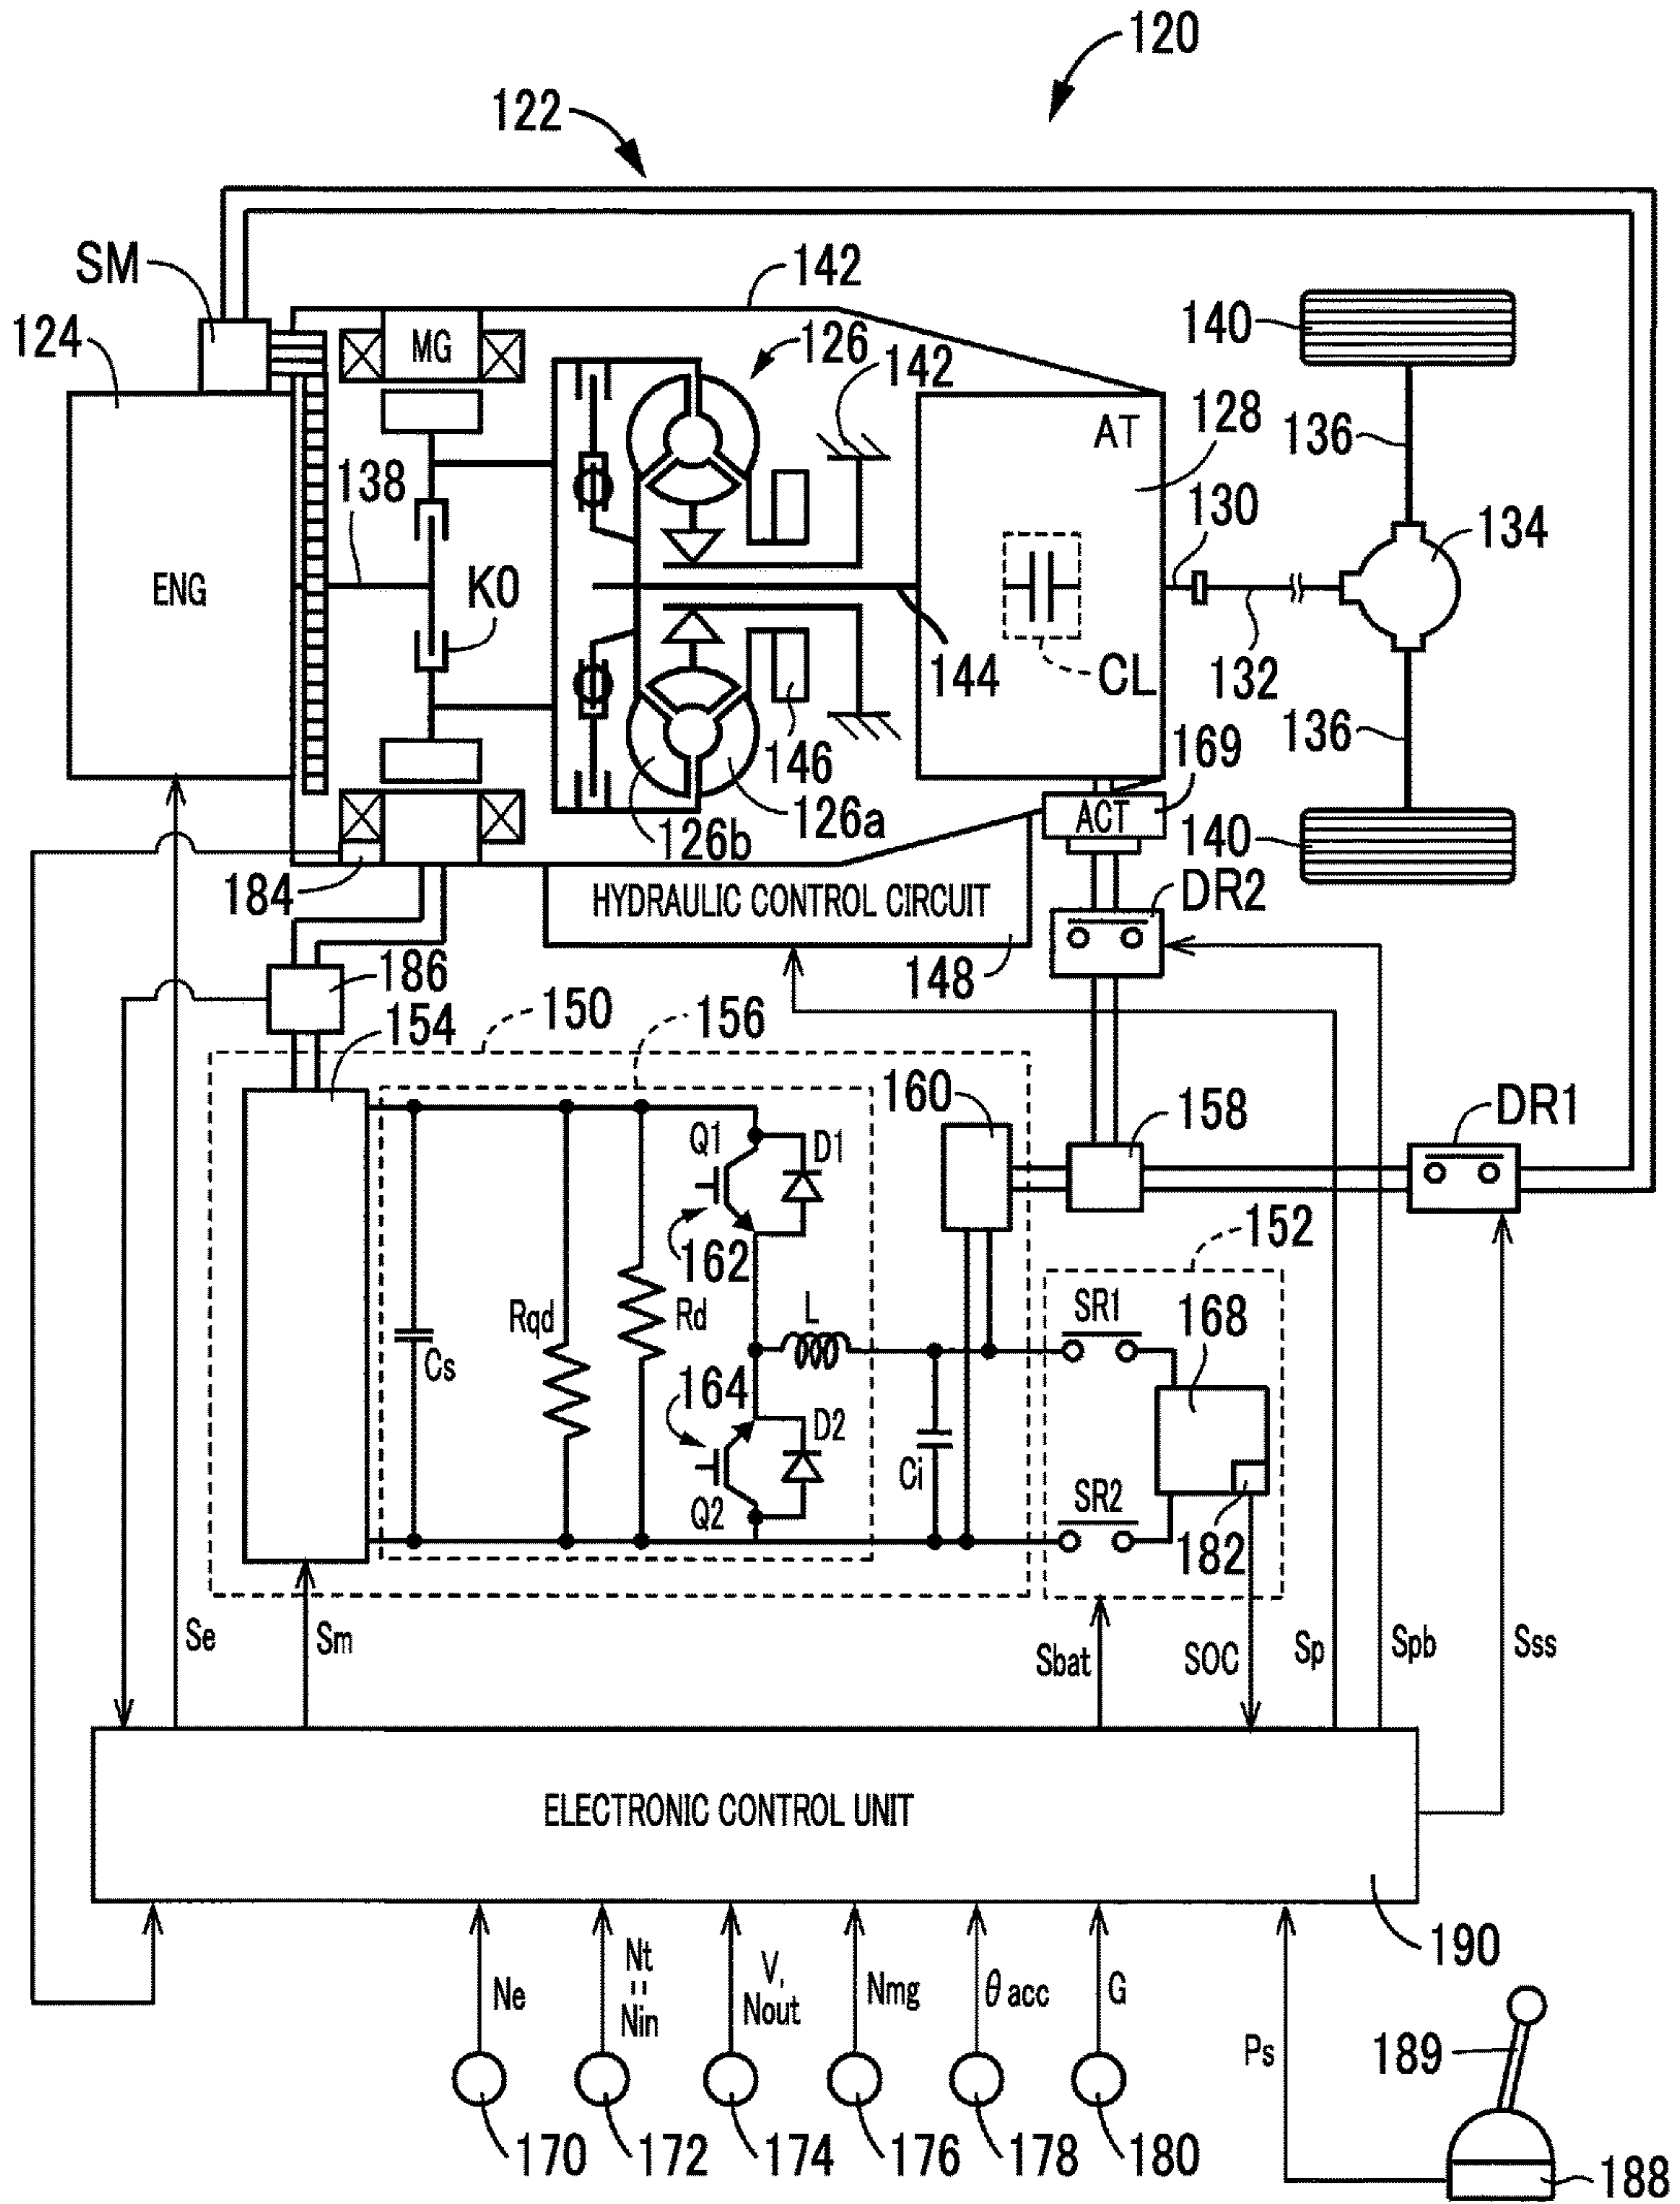 120
122
SM
142
124
MG
126
142
140
AT
128
136
138
130
134
ENG
K0
144
CL
132
136
146
169
126b
126a
ACT
140
184
HYDRAULIC CONTROL CIRCUIT
DR2
186
148
154
150
156
160
158
DR1
Q1
D1
162
152
Rqd
Rd
L
SR1
168
Cs
164
D2
Ci
SR2
Q2
182
Se
Sm
Sbat
SOC
Sp
Spb
Sss
ELECTRONIC CONTROL UNIT
190
Ne
Nt
=
Nin
V,
Nout
Nmg
θacc
G
Ps
189
170
172
174
176
178
180
188